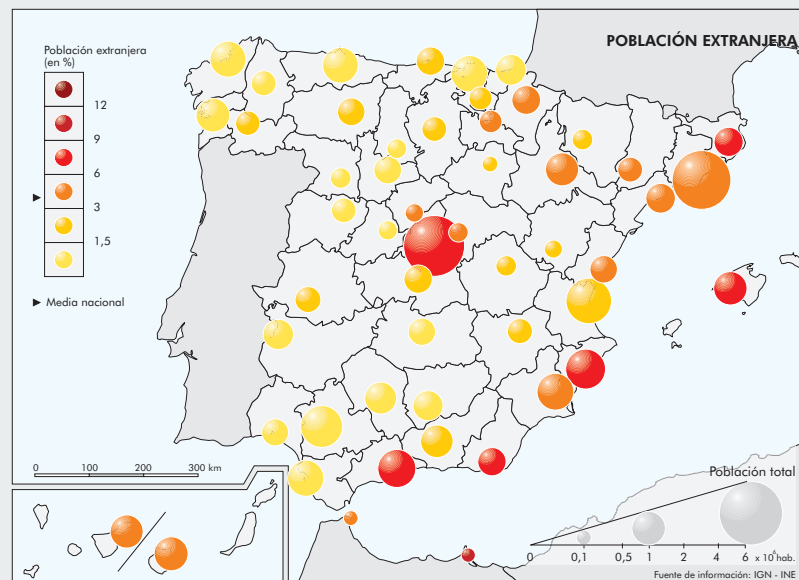 POBLACIÓN EXTRANJERA
Población extranjera
(en %)
12
9
6
3
1,5
► Media nacional
0 100 200 300 km
Población total
0 0,1 0,5 1 2 4 6 x 10⁶ hab.
Fuente de información: IGN - INE